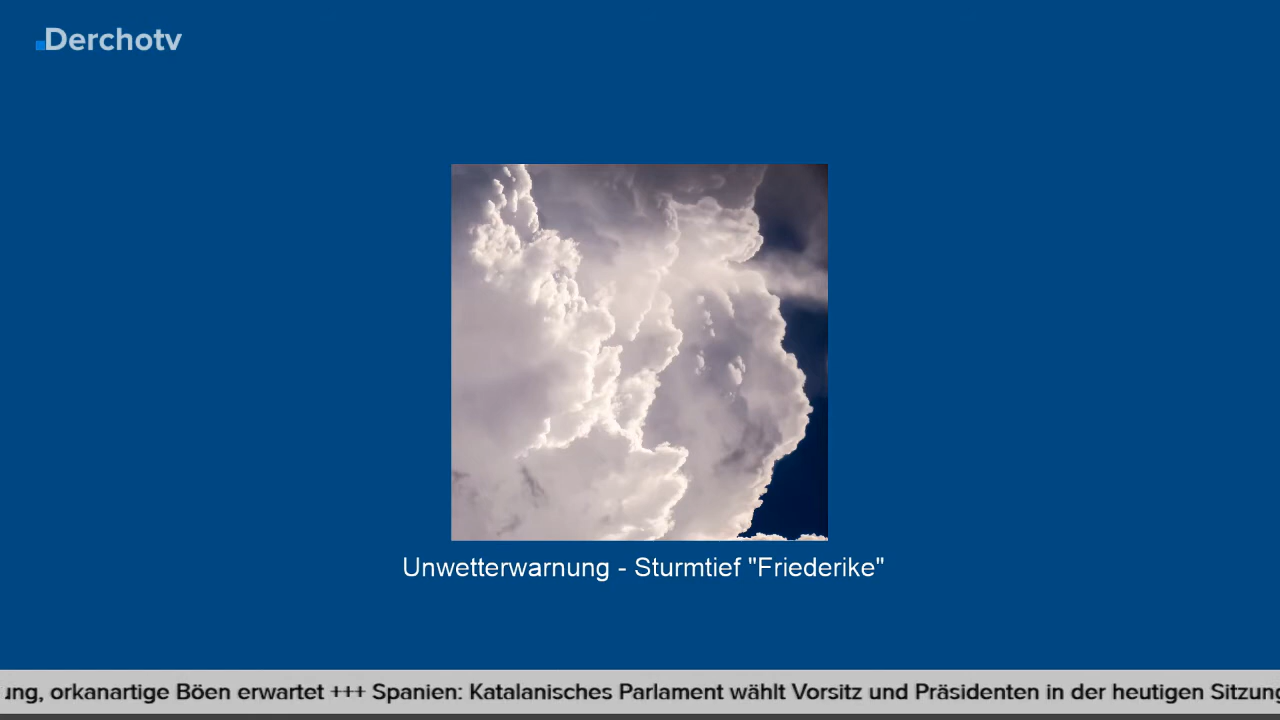 Derchotv
Unwetterwarnung - Sturmtief "Friederike"
ung, orkanartige Böen erwartet +++ Spanien: Katalanisches Parlament wählt Vorsitz und Präsidenten in der heutigen Sitzung